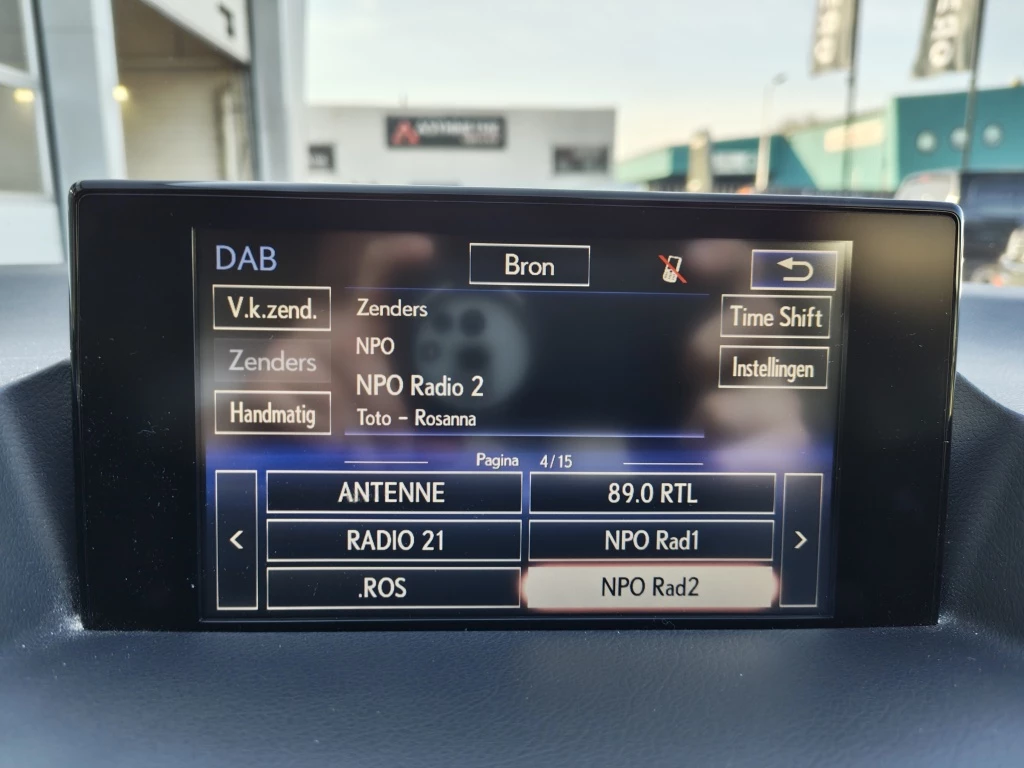 DAB
Bron
V.k.zend.
Zenders
Time Shift
Zenders
NPO
Instellingen
NPO Radio 2
Handmatig
Toto - Rosanna
Pagina 4/15
ANTENNE
89.0 RTL
<
RADIO 21
NPO Rad1
>
.ROS
NPO Rad2